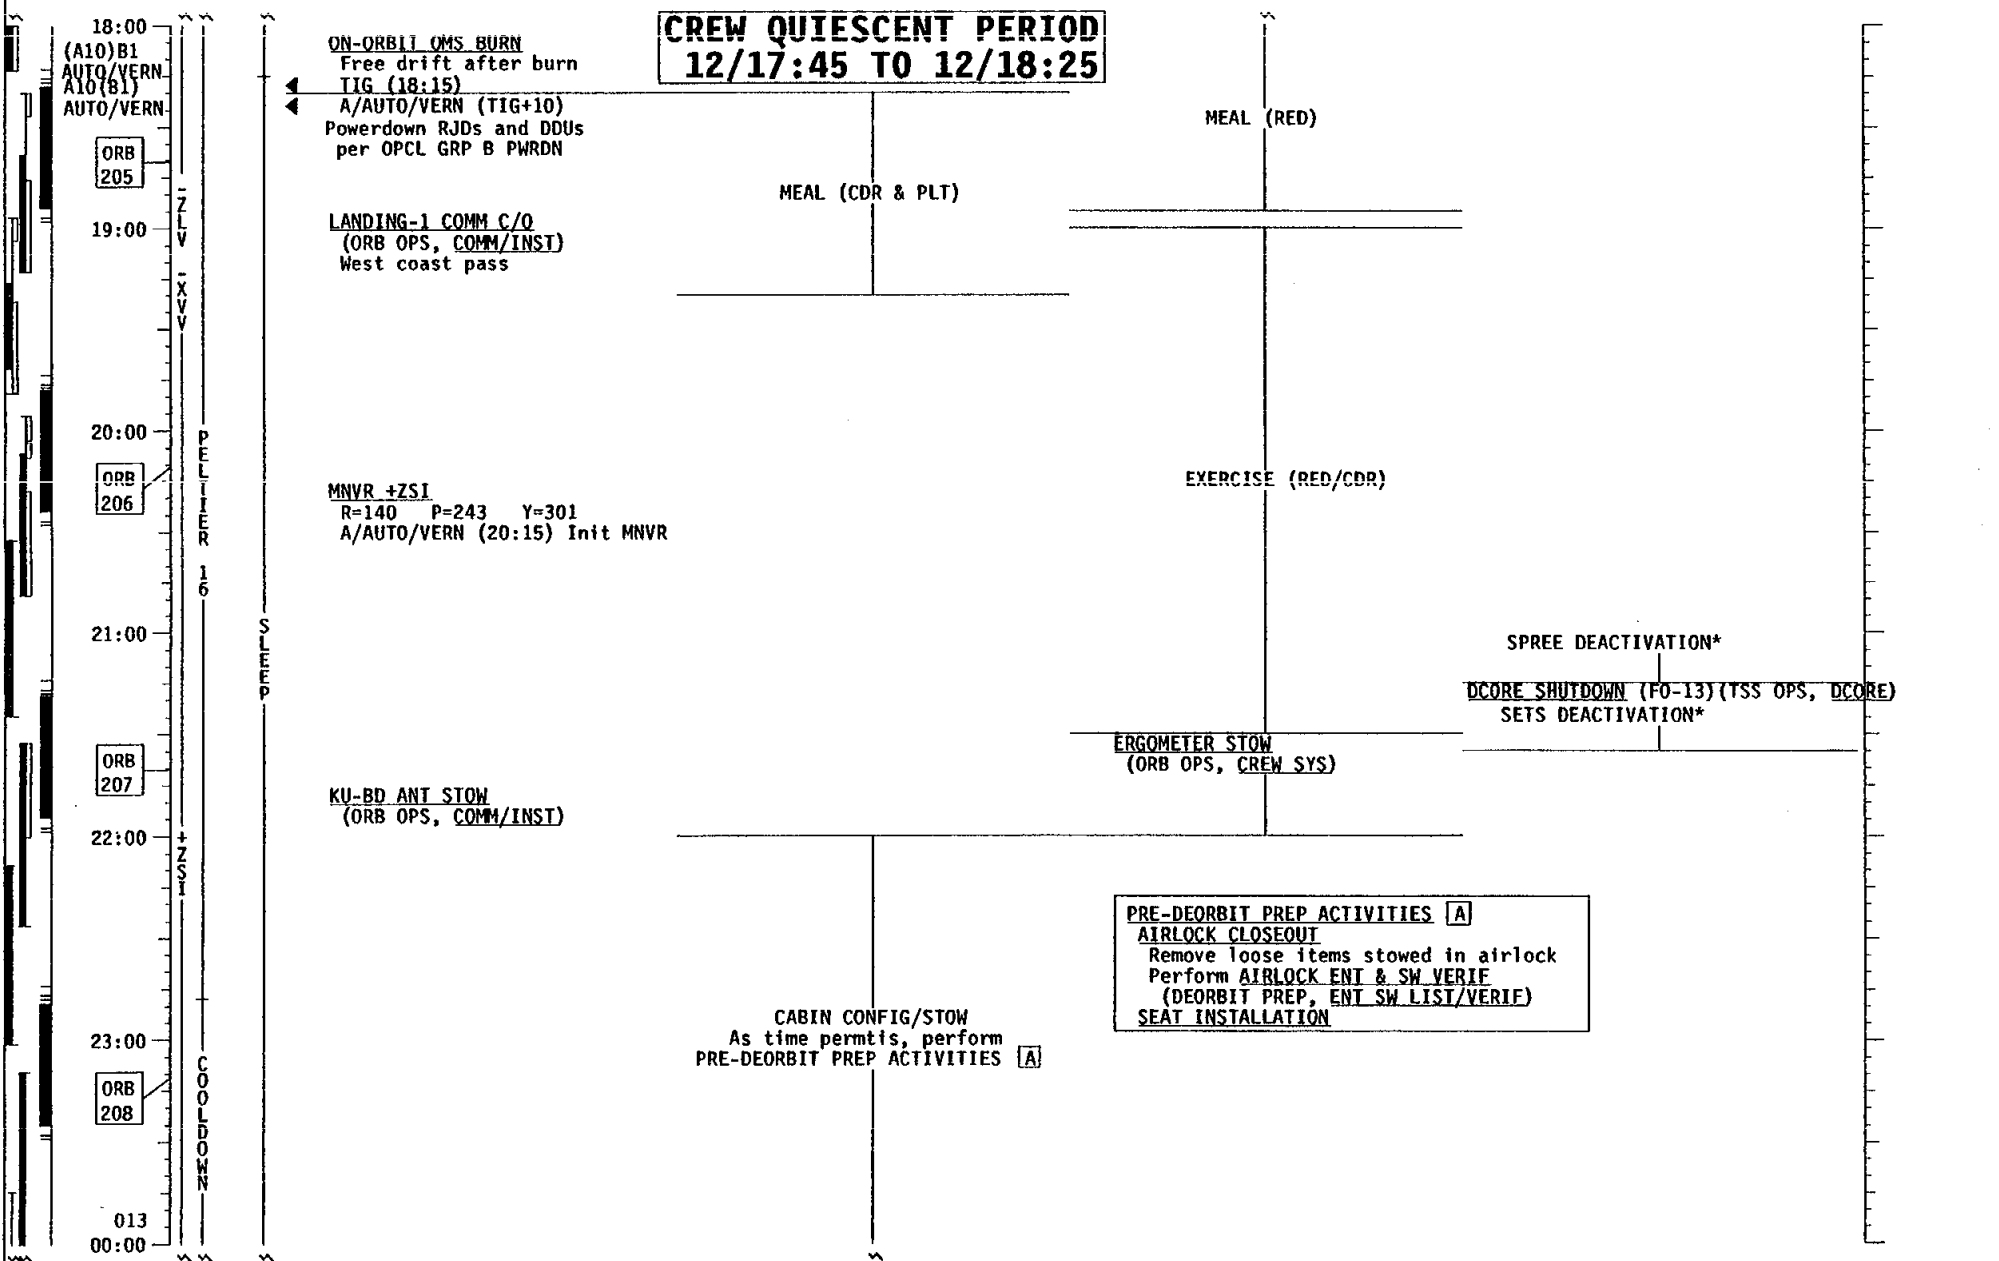 CREW QUIESCENT PERIOD
12/17:45 TO 12/18:25
18:00
(A10)B1
AUTO/VERN
A10(B1)
AUTO/VERN
ORB
205
19:00
20:00
ORB
206
21:00
ORB
207
22:00
23:00
ORB
208
013
00:00
-ZLV -XVV
+ZSI
PELTIER 16
COOLDOWN
SLEEP
ON-ORBIT OMS BURN
Free drift after burn
TIG (18:15)
A/AUTO/VERN (TIG+10)
Powerdown RJDs and DDUs
per OPCL GRP B PWRDN
LANDING-1 COMM C/O
(ORB OPS, COMM/INST)
West coast pass
MNVR +ZSI
R=140 P=243 Y=301
A/AUTO/VERN (20:15) Init MNVR
KU-BD ANT STOW
(ORB OPS, COMM/INST)
MEAL (CDR & PLT)
CABIN CONFIG/STOW
As time permtis, perform
PRE-DEORBIT PREP ACTIVITIES A
MEAL (RED)
EXERCISE (RED/CDR)
ERGOMETER STOW
(ORB OPS, CREW SYS)
PRE-DEORBIT PREP ACTIVITIES A
AIRLOCK CLOSEOUT
Remove loose items stowed in airlock
Perform AIRLOCK ENT & SW VERIF
(DEORBIT PREP, ENT SW LIST/VERIF)
SEAT INSTALLATION
SPREE DEACTIVATION*
DCORE SHUTDOWN (FO-13)(TSS OPS, DCORE)
SETS DEACTIVATION*